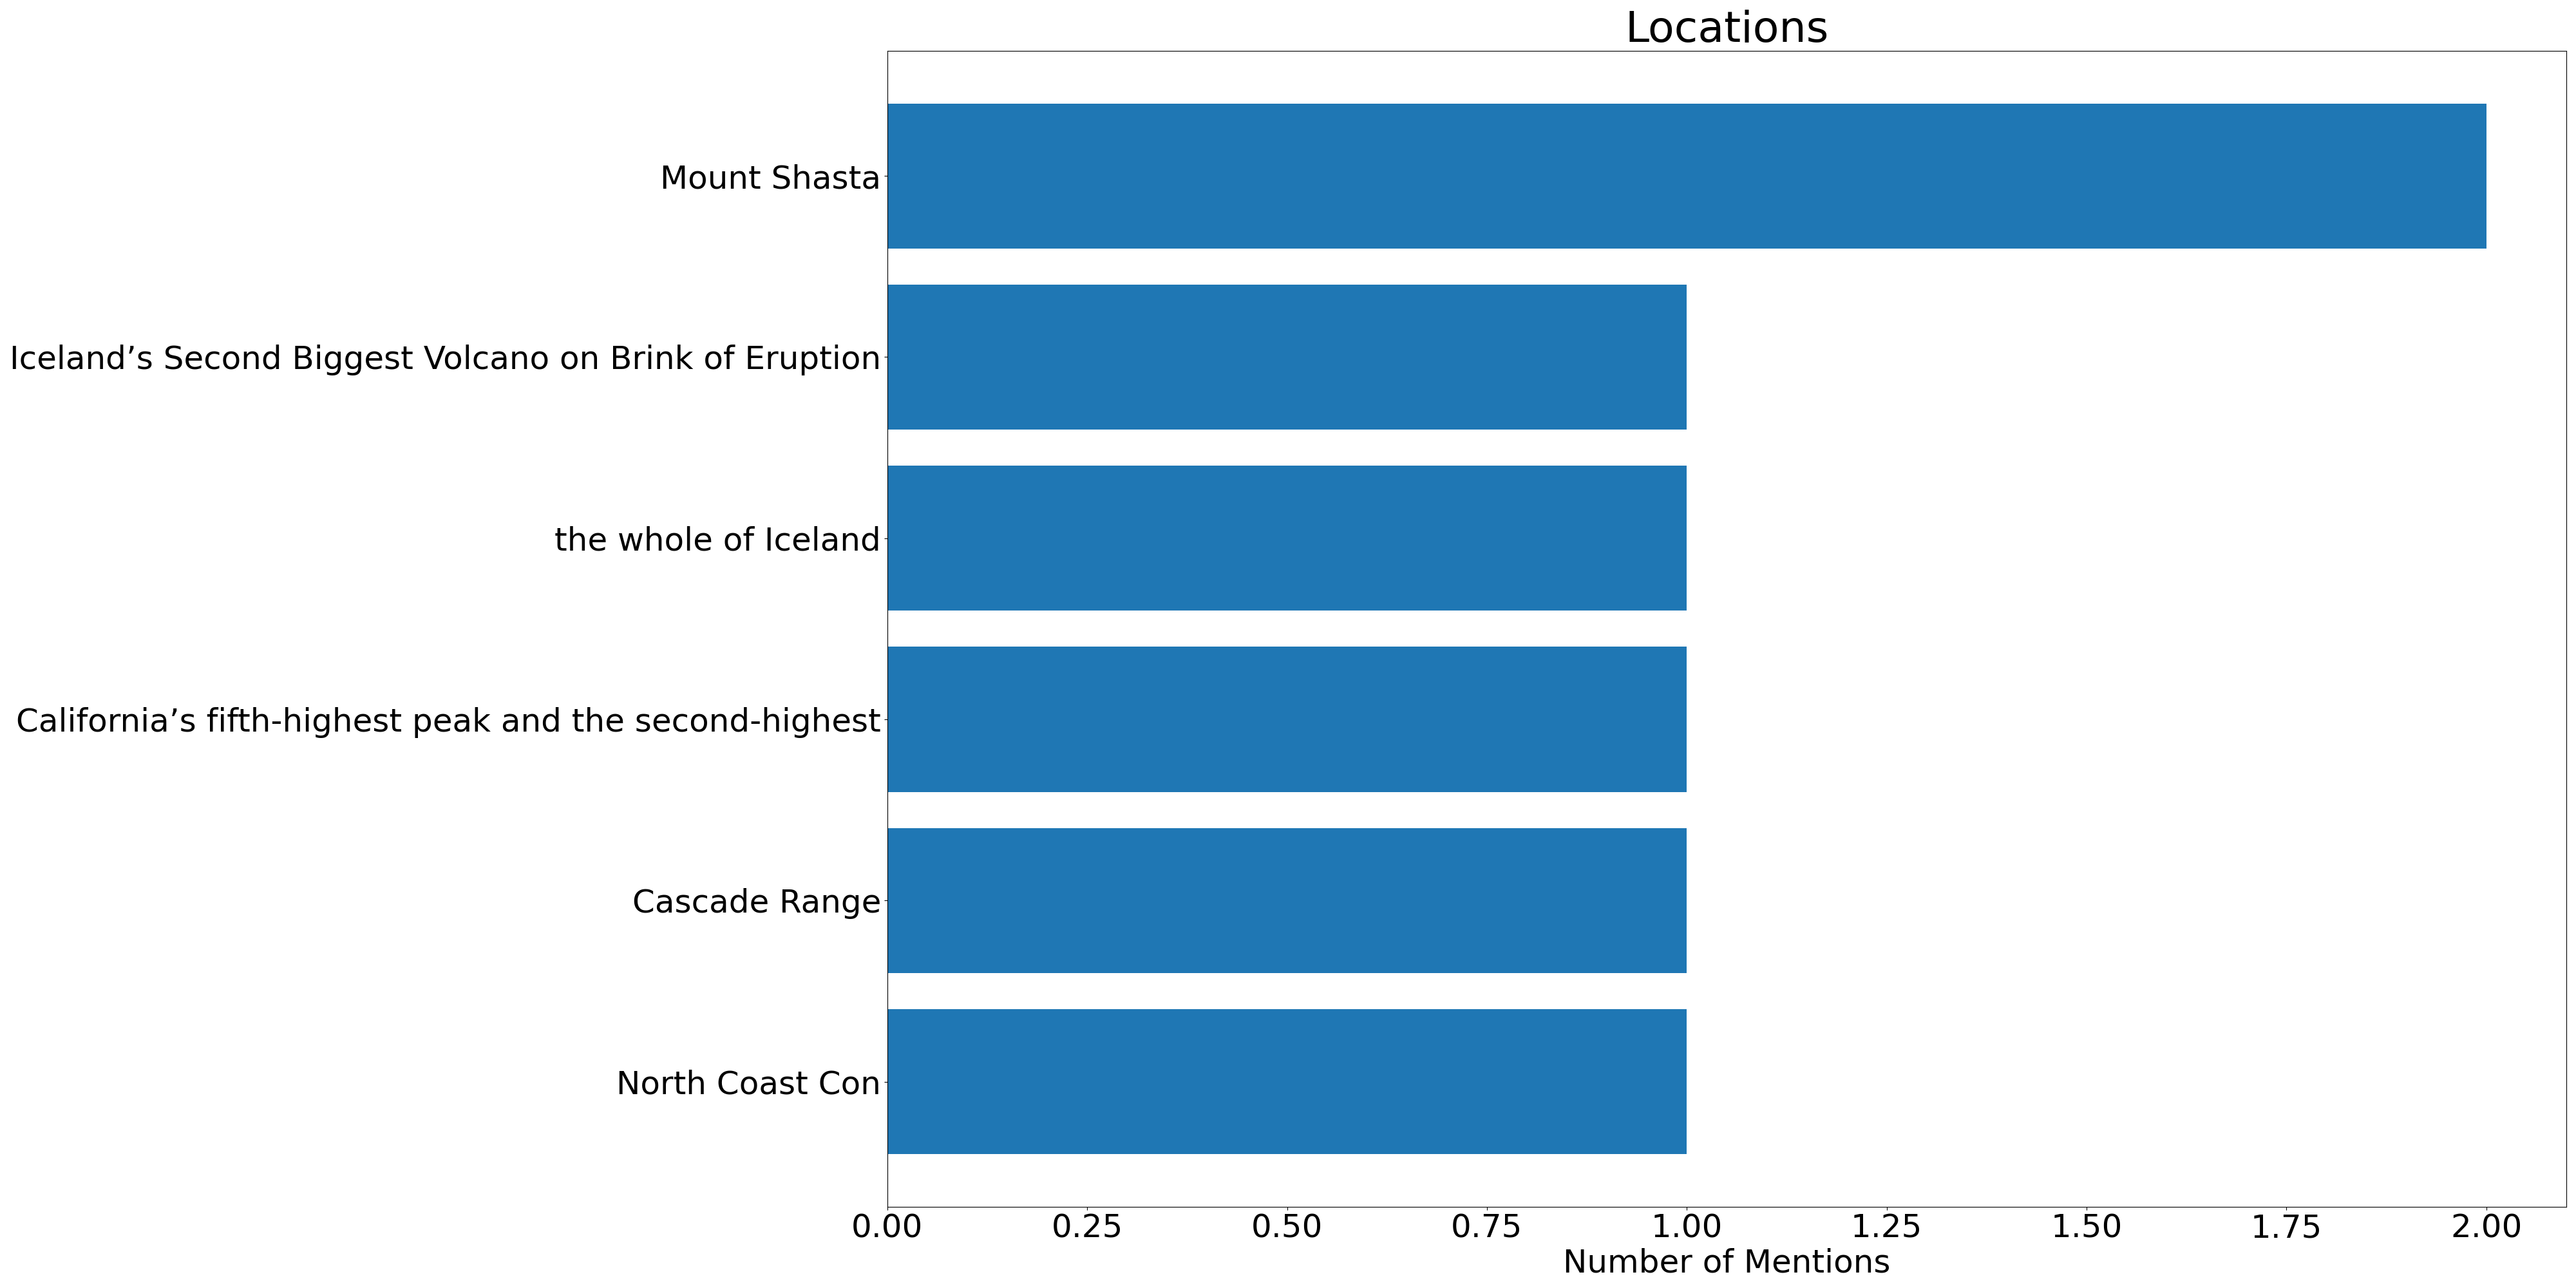 Locations
Mount Shasta
Iceland’s Second Biggest Volcano on Brink of Eruption
the whole of Iceland
California’s fifth-highest peak and the second-highest
Cascade Range
North Coast Con
0.00 0.25 0.50 0.75 1.00 1.25 1.50 1.75 2.00
Number of Mentions